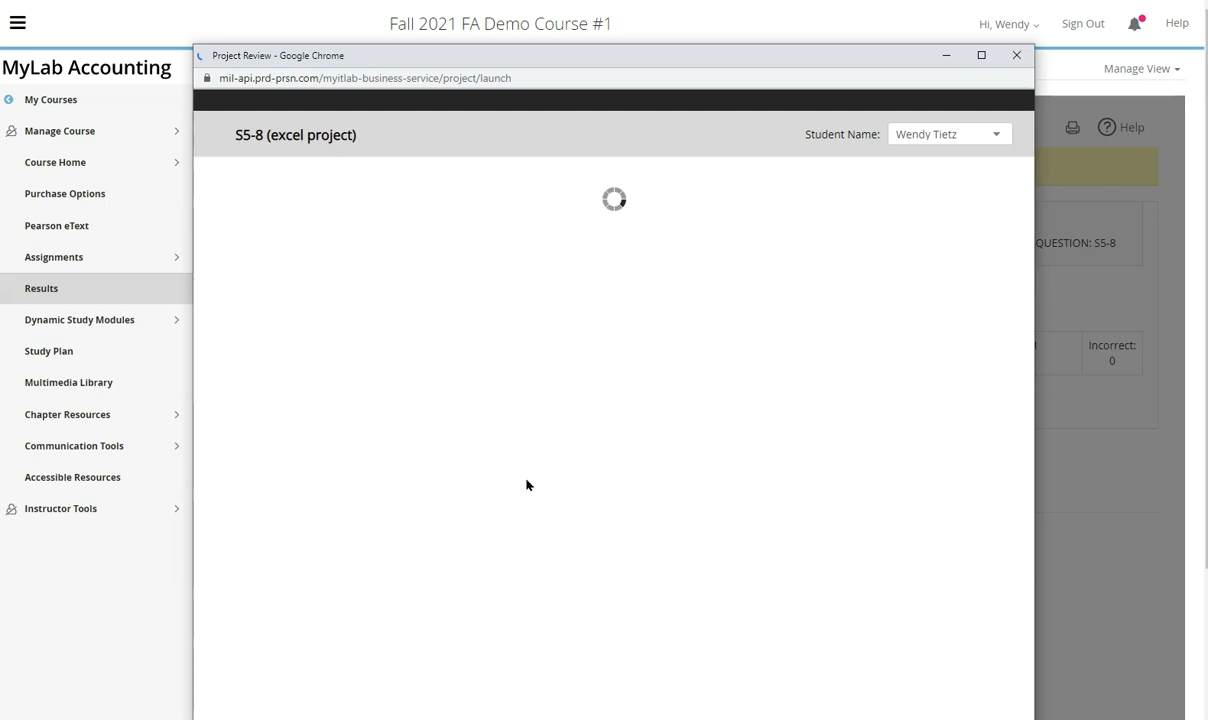 Fall 2021 FA Demo Course #1
Hi, Wendy
Sign Out
Help
MyLab Accounting
Manage View
My Courses
Manage Course
Course Home
Purchase Options
Pearson eText
Assignments
Results
Dynamic Study Modules
Study Plan
Multimedia Library
Chapter Resources
Communication Tools
Accessible Resources
Instructor Tools
Project Review - Google Chrome
mil-api.prd-prsn.com/myitlab-business-service/project/launch
S5-8 (excel project)
Student Name:
Wendy Tietz
Help
QUESTION: S5-8
Incorrect:
0